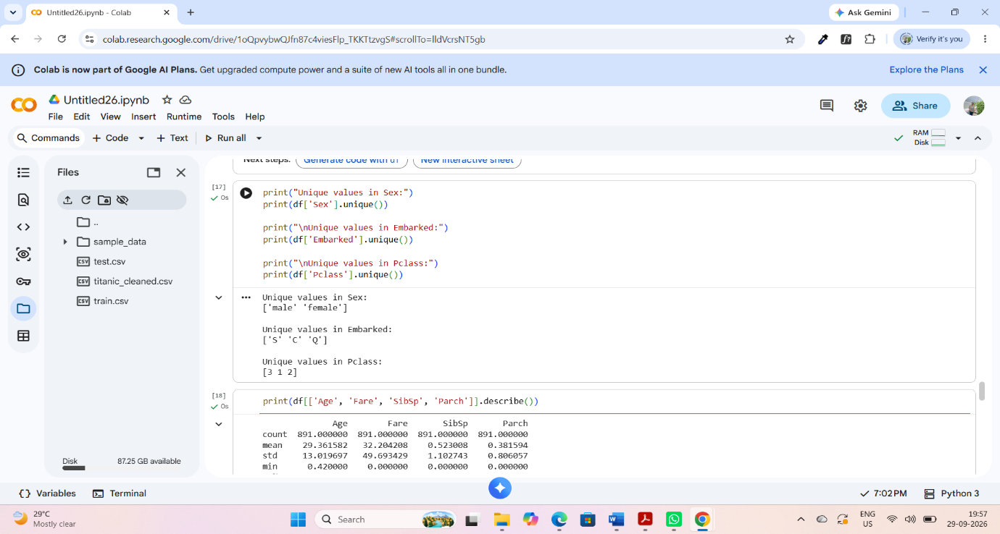 Untitled26.ipynb - Colab
Ask Gemini
colab.research.google.com/drive/1oQpvybwQJfn87c4viesFlp_TKKTtzvgS#scrollTo=lldVcrsNT5gb
Verify it's you
Colab is now part of Google AI Plans. Get upgraded compute power and a suite of new AI tools all in one bundle.
Explore the Plans
Untitled26.ipynb
File Edit View Insert Runtime Tools Help
Share
Commands + Code + Text Run all
RAM
Disk
Files
..
sample_data
test.csv
titanic_cleaned.csv
train.csv
Disk 87.25 GB available
Next steps: Generate code with df New interactive sheet
[17]
0s
print("Unique values in Sex:")
print(df['Sex'].unique())
print("\nUnique values in Embarked:")
print(df['Embarked'].unique())
print("\nUnique values in Pclass:")
print(df['Pclass'].unique())
Unique values in Sex:
['male' 'female']
Unique values in Embarked:
['S' 'C' 'Q']
Unique values in Pclass:
[3 1 2]
[18]
0s
print(df[['Age', 'Fare', 'SibSp', 'Parch']].describe())
Age Fare SibSp Parch
count 891.000000 891.000000 891.000000 891.000000
mean 29.361582 32.204208 0.523008 0.381594
std 13.019697 49.693429 1.102743 0.806057
min 0.420000 0.000000 0.000000 0.000000
Variables Terminal
7:02 PM Python 3
29°C
Mostly clear
Search
ENG
US
19:57
29-09-2026